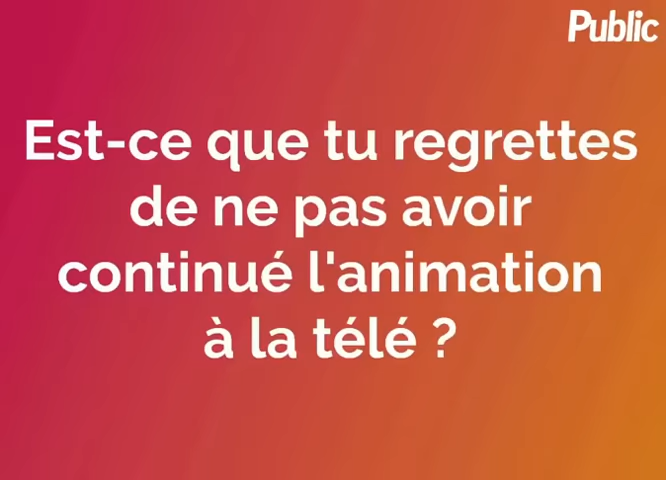 Public
Est-ce que tu regrettes
de ne pas avoir
continué l'animation
à la télé ?